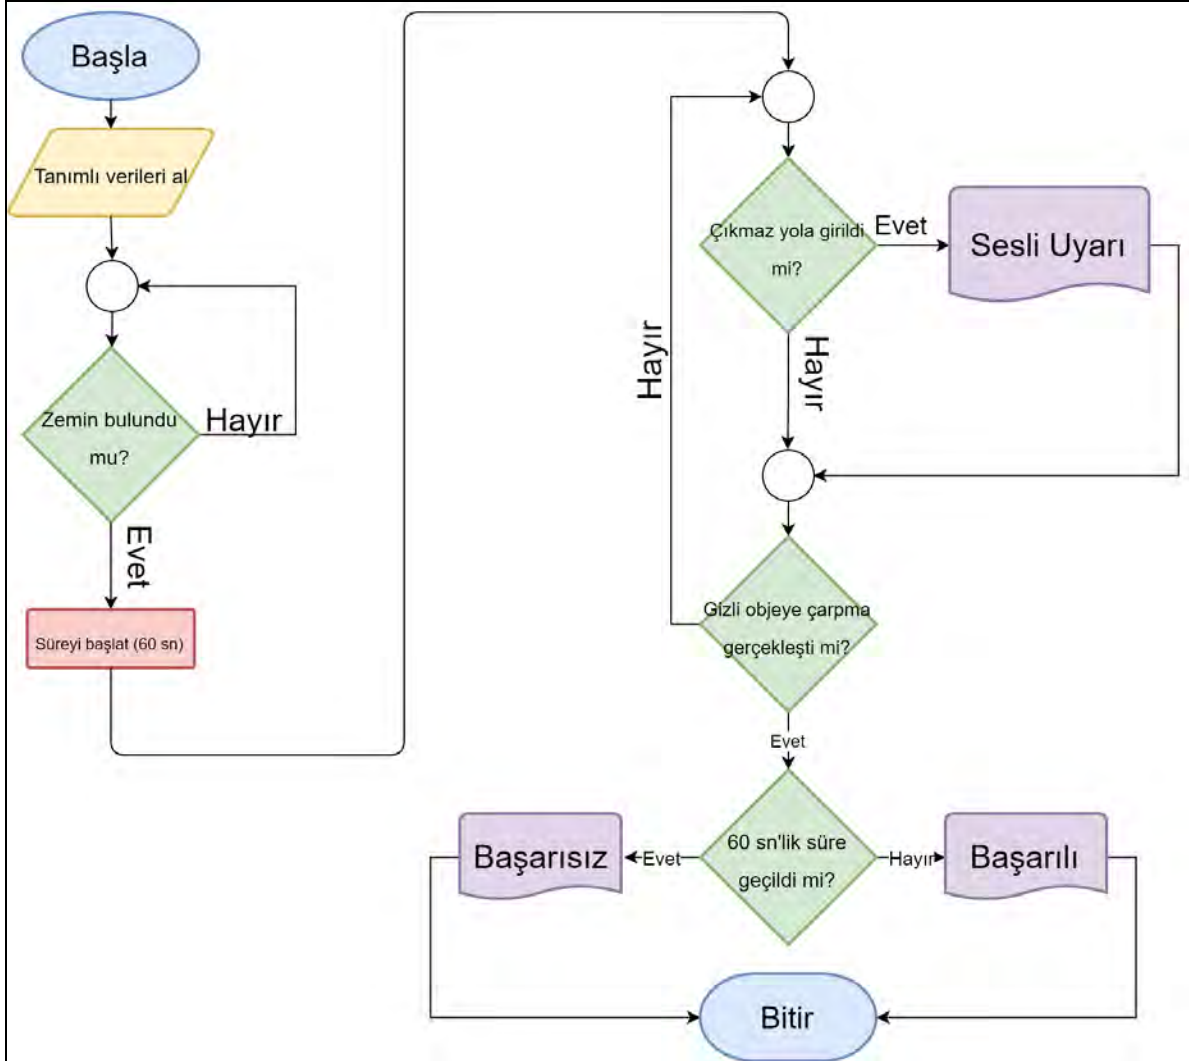 Başla
Tanımlı verileri al
Zemin bulundu
mu?
Hayır
Evet
Süreyi başlat (60 sn)
Çıkmaz yola girildi
mi?
Evet
Sesli Uyarı
Hayır
Hayır
Gizli objeye çarpma
gerçekleşti mi?
Evet
60 sn'lik süre
geçildi mi?
Evet
Başarısız
Hayır
Başarılı
Bitir